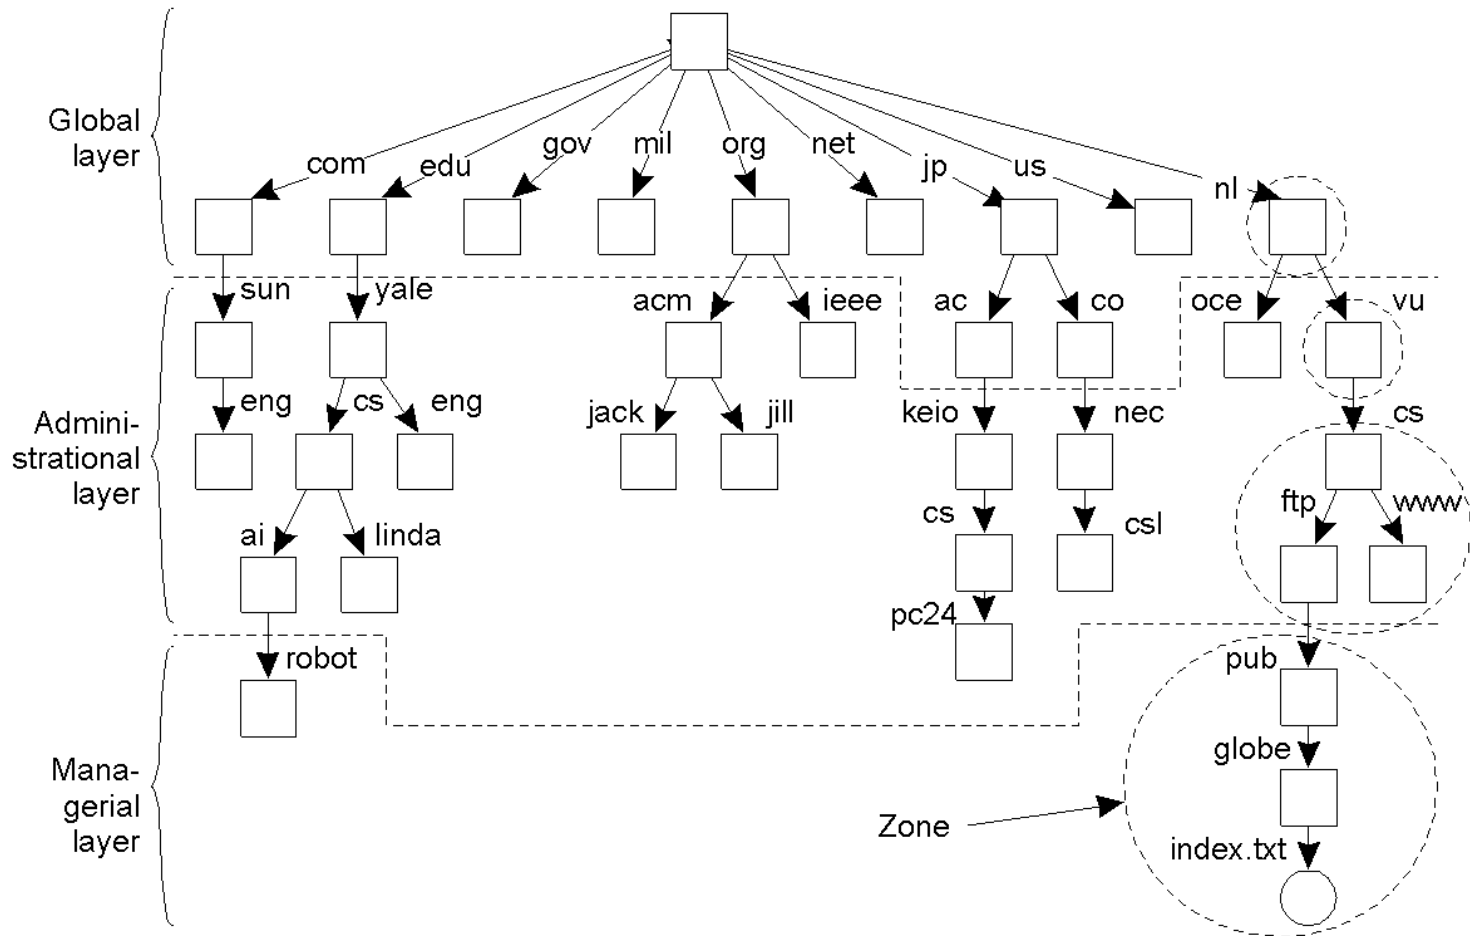 Global
layer
com
edu
gov
mil
org
net
jp
us
nl
sun
yale
acm
ieee
ac
co
oce
vu
Admini-
strational
layer
eng
cs
eng
jack
jill
keio
nec
cs
ai
linda
cs
csl
ftp
www
pc24
robot
pub
Mana-
gerial
layer
globe
Zone
index.txt